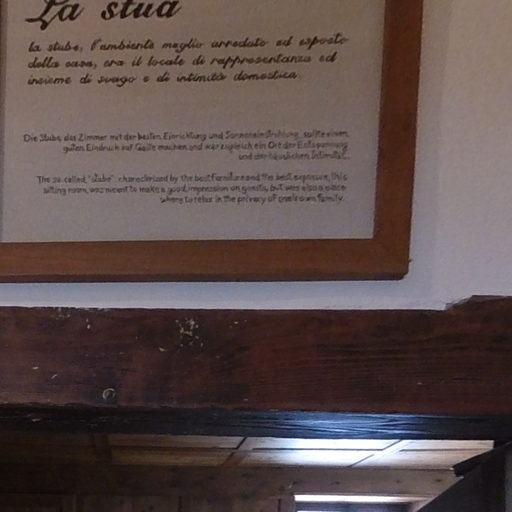 La stua
la stube, l'ambiente meglio arredato ed esposto
della casa, era il locale di rappresentanza ed
insieme di svago e di intimità domestica.
Die Stube, das Zimmer mit der besten Einrichtung und Sonneneinstrahlung, sollte einen
guten Eindruck auf Gäste machen und war zugleich ein Ort der Entspannung
und der häuslichen Intimität.
The so-called "stube", characterized by the best furniture and the best exposure, this
sitting room, was meant to make a good impression on guests, but was also a place
where to relax in the privacy of one's own family.